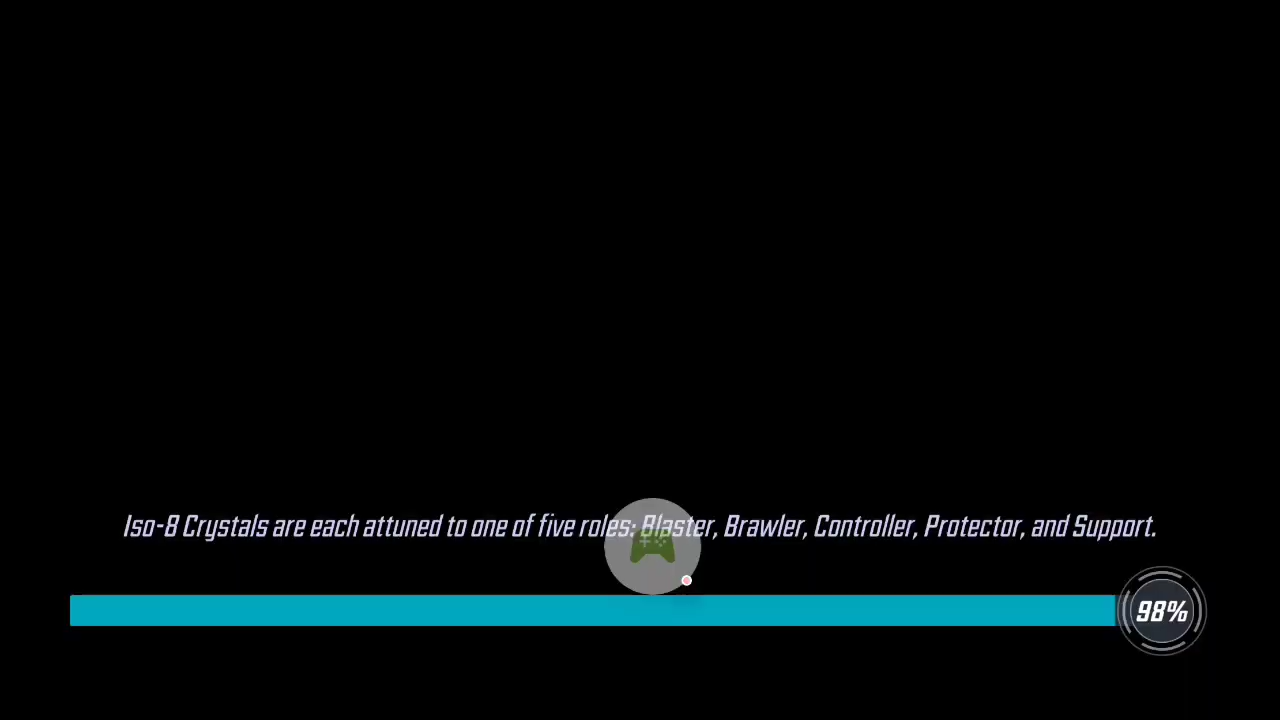 Iso-8 Crystals are each attuned to one of five roles: Blaster, Brawler, Controller, Protector, and Support.
98%